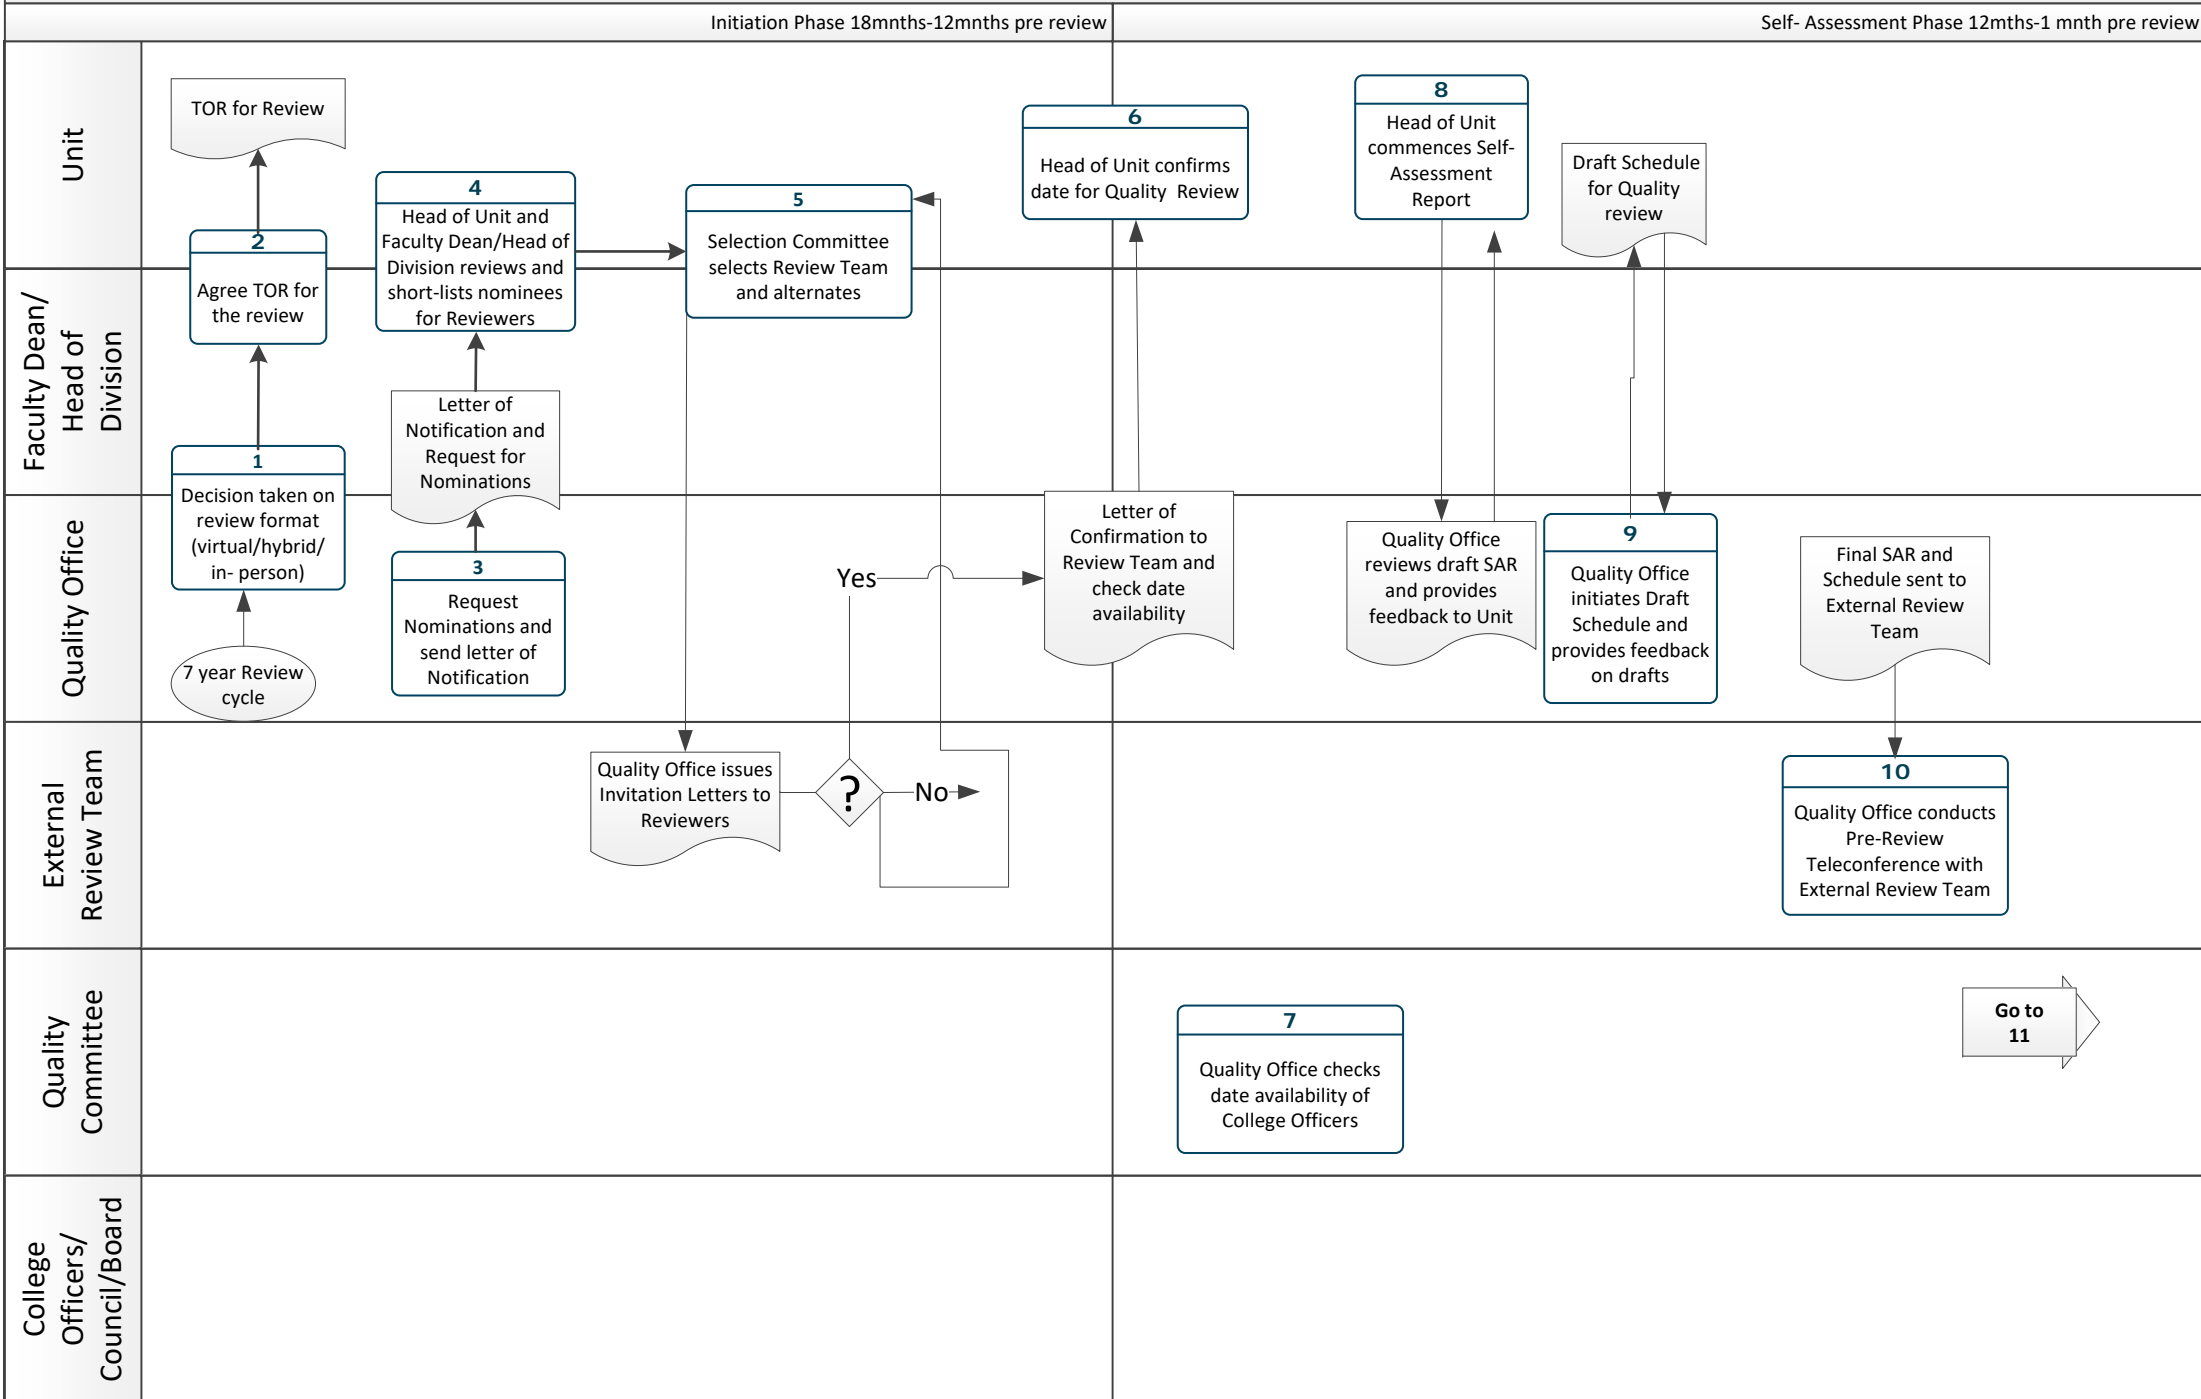 Initiation Phase 18mnths-12mnths pre review
Self- Assessment Phase 12mths-1 mnth pre review
Unit
TOR for Review
2
Agree TOR for
the review
4
Head of Unit and
Faculty Dean/Head of
Division reviews and
short-lists nominees
for Reviewers
5
Selection Committee
selects Review Team
and alternates
6
Head of Unit confirms
date for Quality  Review
8
Head of Unit
commences Self-
Assessment
Report
Draft Schedule
for Quality
review
Faculty Dean/
Head of
Division
1
Decision taken on
review format
(virtual/hybrid/
in- person)
Letter of
Notification and
Request for
Nominations
Quality Office
7 year Review
cycle
3
Request
Nominations and
send letter of
Notification
Yes
Letter of
Confirmation to
Review Team and
check date
availability
Quality Office
reviews draft SAR
and provides
feedback to Unit
9
Quality Office
initiates Draft
Schedule and
provides feedback
on drafts
Final SAR and
Schedule sent to
External Review
Team
External
Review Team
Quality Office issues
Invitation Letters to
Reviewers
?
No
10
Quality Office conducts
Pre-Review
Teleconference with
External Review Team
Quality
Committee
7
Quality Office checks
date availability of
College Officers
Go to
11
College
Officers/
Council/Board